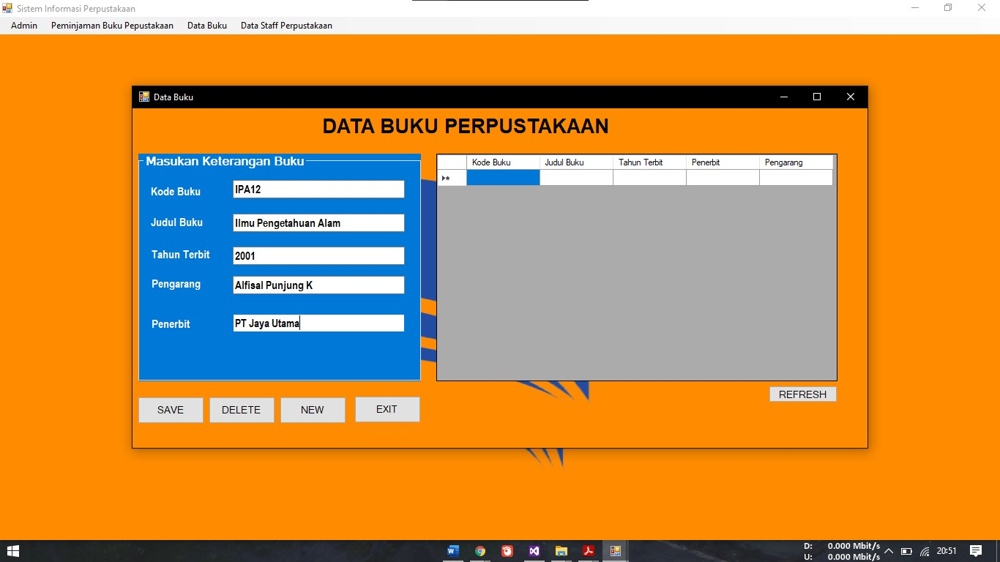 Sistem Informasi Perpustakaan
Admin Peminjaman Buku Pepustakaan Data Buku Data Staff Perpustakaan
Data Buku
DATA BUKU PERPUSTAKAAN
Masukan Keterangan Buku
Kode Buku IPA12
Judul Buku Ilmu Pengetahuan Alam
Tahun Terbit 2001
Pengarang Alfisal Punjung K
Penerbit PT Jaya Utama
Kode Buku Judul Buku Tahun Terbit Penerbit Pengarang
REFRESH
SAVE DELETE NEW EXIT
D: 0.000 Mbit/s
U: 0.000 Mbit/s
20:51